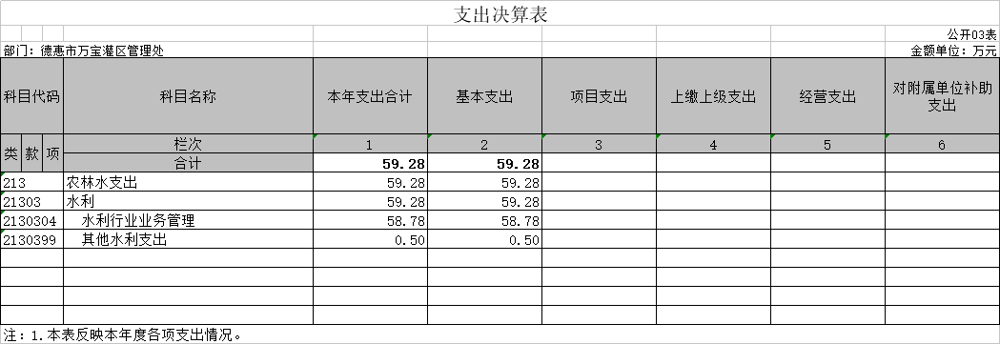 支出决算表
公开03表
部门：德惠市万宝灌区管理处 金额单位：万元
科目代码 科目名称 本年支出合计 基本支出 项目支出 上缴上级支出 经营支出 对附属单位补助支出
类 款 项 栏次 1 2 3 4 5 6
合计 59.28 59.28
213 农林水支出 59.28 59.28
21303 水利 59.28 59.28
2130304 水利行业业务管理 58.78 58.78
2130399 其他水利支出 0.50 0.50
注：1.本表反映本年度各项支出情况。